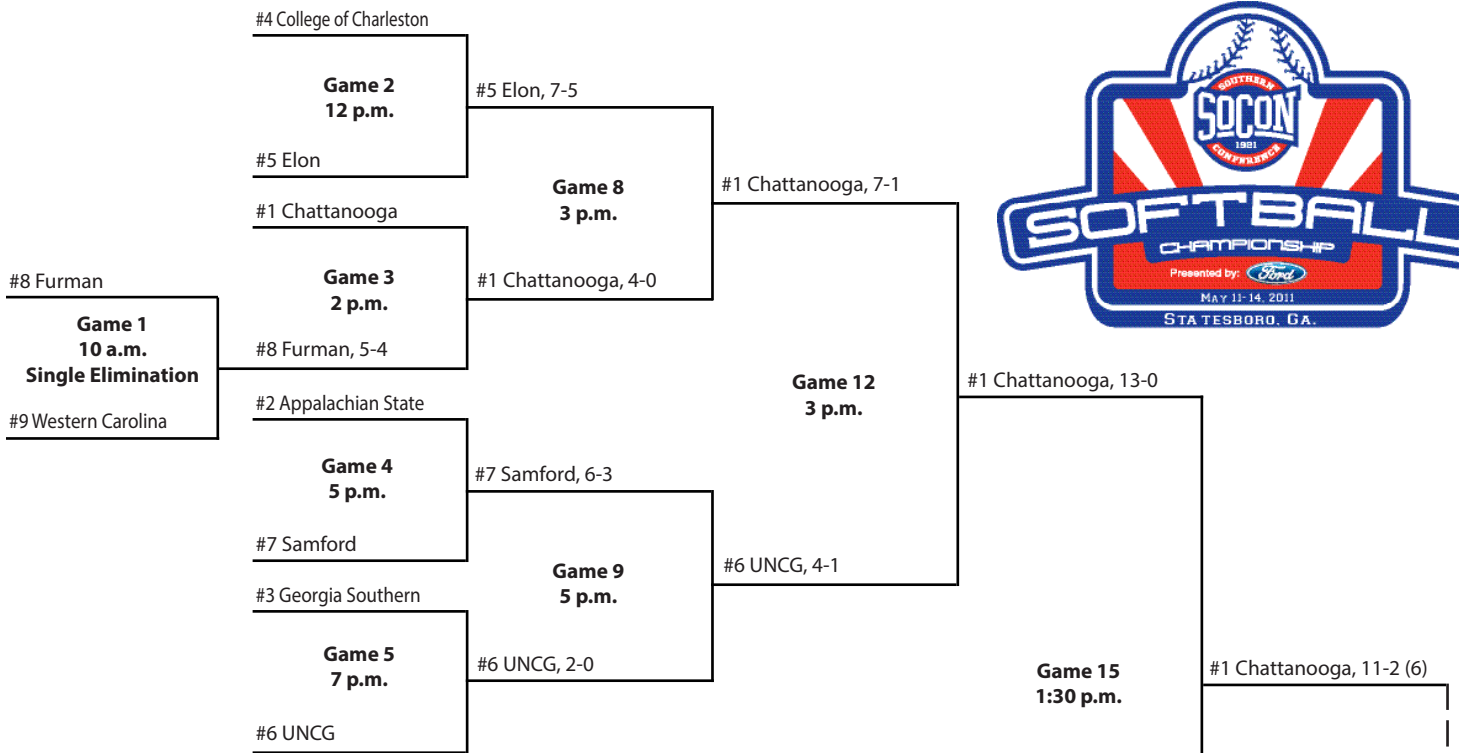 #4 College of Charleston
Game 2
12 p.m.
#5 Elon, 7-5
#5 Elon
Game 8
3 p.m.
#1 Chattanooga, 7-1
#1 Chattanooga
Game 3
2 p.m.
#1 Chattanooga, 4-0
#8 Furman
Game 1
10 a.m.
Single Elimination
#8 Furman, 5-4
#9 Western Carolina
#2 Appalachian State
Game 4
5 p.m.
#7 Samford, 6-3
#7 Samford
Game 12
3 p.m.
#1 Chattanooga, 13-0
Game 9
5 p.m.
#6 UNCG, 4-1
#3 Georgia Southern
Game 5
7 p.m.
#6 UNCG, 2-0
#6 UNCG
Game 15
1:30 p.m.
#1 Chattanooga, 11-2 (6)
SOUTHERN
SOCON
1921
CONFERENCE
SOFTBALL
CHAMPIONSHIP
Presented by: Ford
MAY 11-14, 2011
STATESBORO, GA.